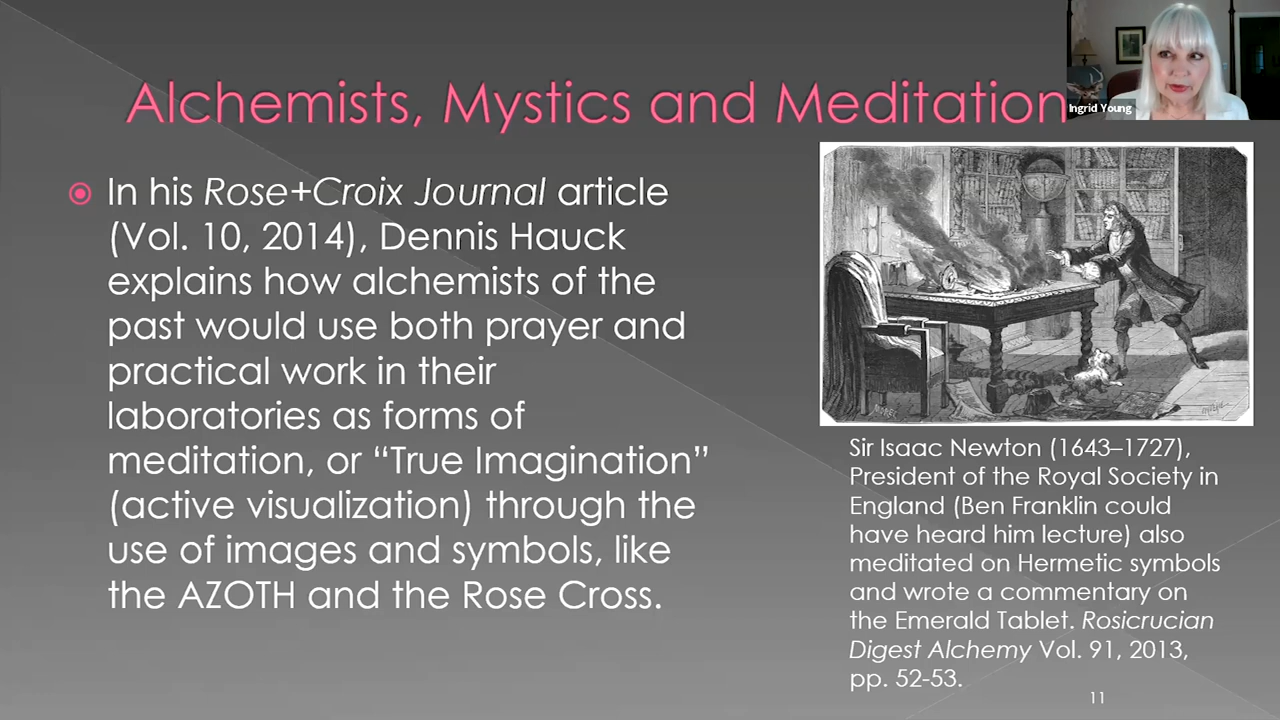 Alchemists, Mystics and Meditation
Ingrid Young
In his Rose+Croix Journal article
(Vol. 10, 2014), Dennis Hauck
explains how alchemists of the
past would use both prayer and
practical work in their
laboratories as forms of
meditation, or “True Imagination”
(active visualization) through the
use of images and symbols, like
the AZOTH and the Rose Cross.
Sir Isaac Newton (1643–1727),
President of the Royal Society in
England (Ben Franklin could
have heard him lecture) also
meditated on Hermetic symbols
and wrote a commentary on
the Emerald Tablet. Rosicrucian
Digest Alchemy Vol. 91, 2013,
pp. 52-53.
11